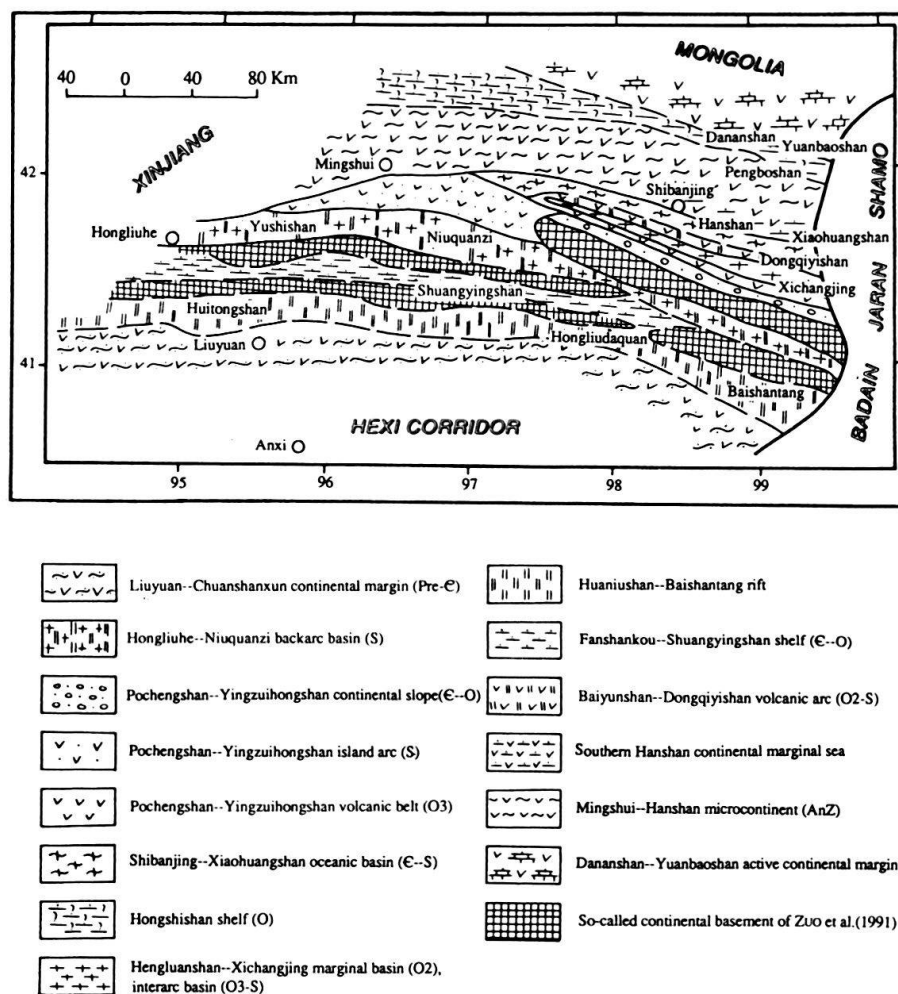 MONGOLIA
40 0 40 80 Km
XINJIANG
Dananshan
Yuanbaoshan
42
Mingshui
Pengboshan
Shibanjing
Hongliuhe
Yushishan
Niuquanzi
Hanshan
Xiaohuangshan
Dongqiyishan
Xichangjing
Shuangyingshan
Huitongshan
Liuyuan
Hongliudaquan
41
Baishantang
BADAIN JARAN SHAMO
HEXI CORRIDOR
Anxi
95 96 97 98 99
Liuyuan--Chuanshanxun continental margin (Pre-Є)
Hongliuhe--Niuquanzi backarc basin (S)
Pochengshan--Yingzuihongshan continental slope(Є--O)
Pochengshan--Yingzuihongshan island arc (S)
Pochengshan--Yingzuihongshan volcanic belt (O3)
Shibanjing--Xiaohuangshan oceanic basin (Є--S)
Hongshishan shelf (O)
Hengluanshan--Xichangjing marginal basin (O2),
interarc basin (O3-S)
Huaniushan--Baishantang rift
Fanshankou--Shuangyingshan shelf (Є--O)
Baiyunshan--Dongqiyishan volcanic arc (O2-S)
Southern Hanshan continental marginal sea
Mingshui--Hanshan microcontinent (AnZ)
Dananshan--Yuanbaoshan active continental margin
So-called continental basement of ZUO et al.(1991)